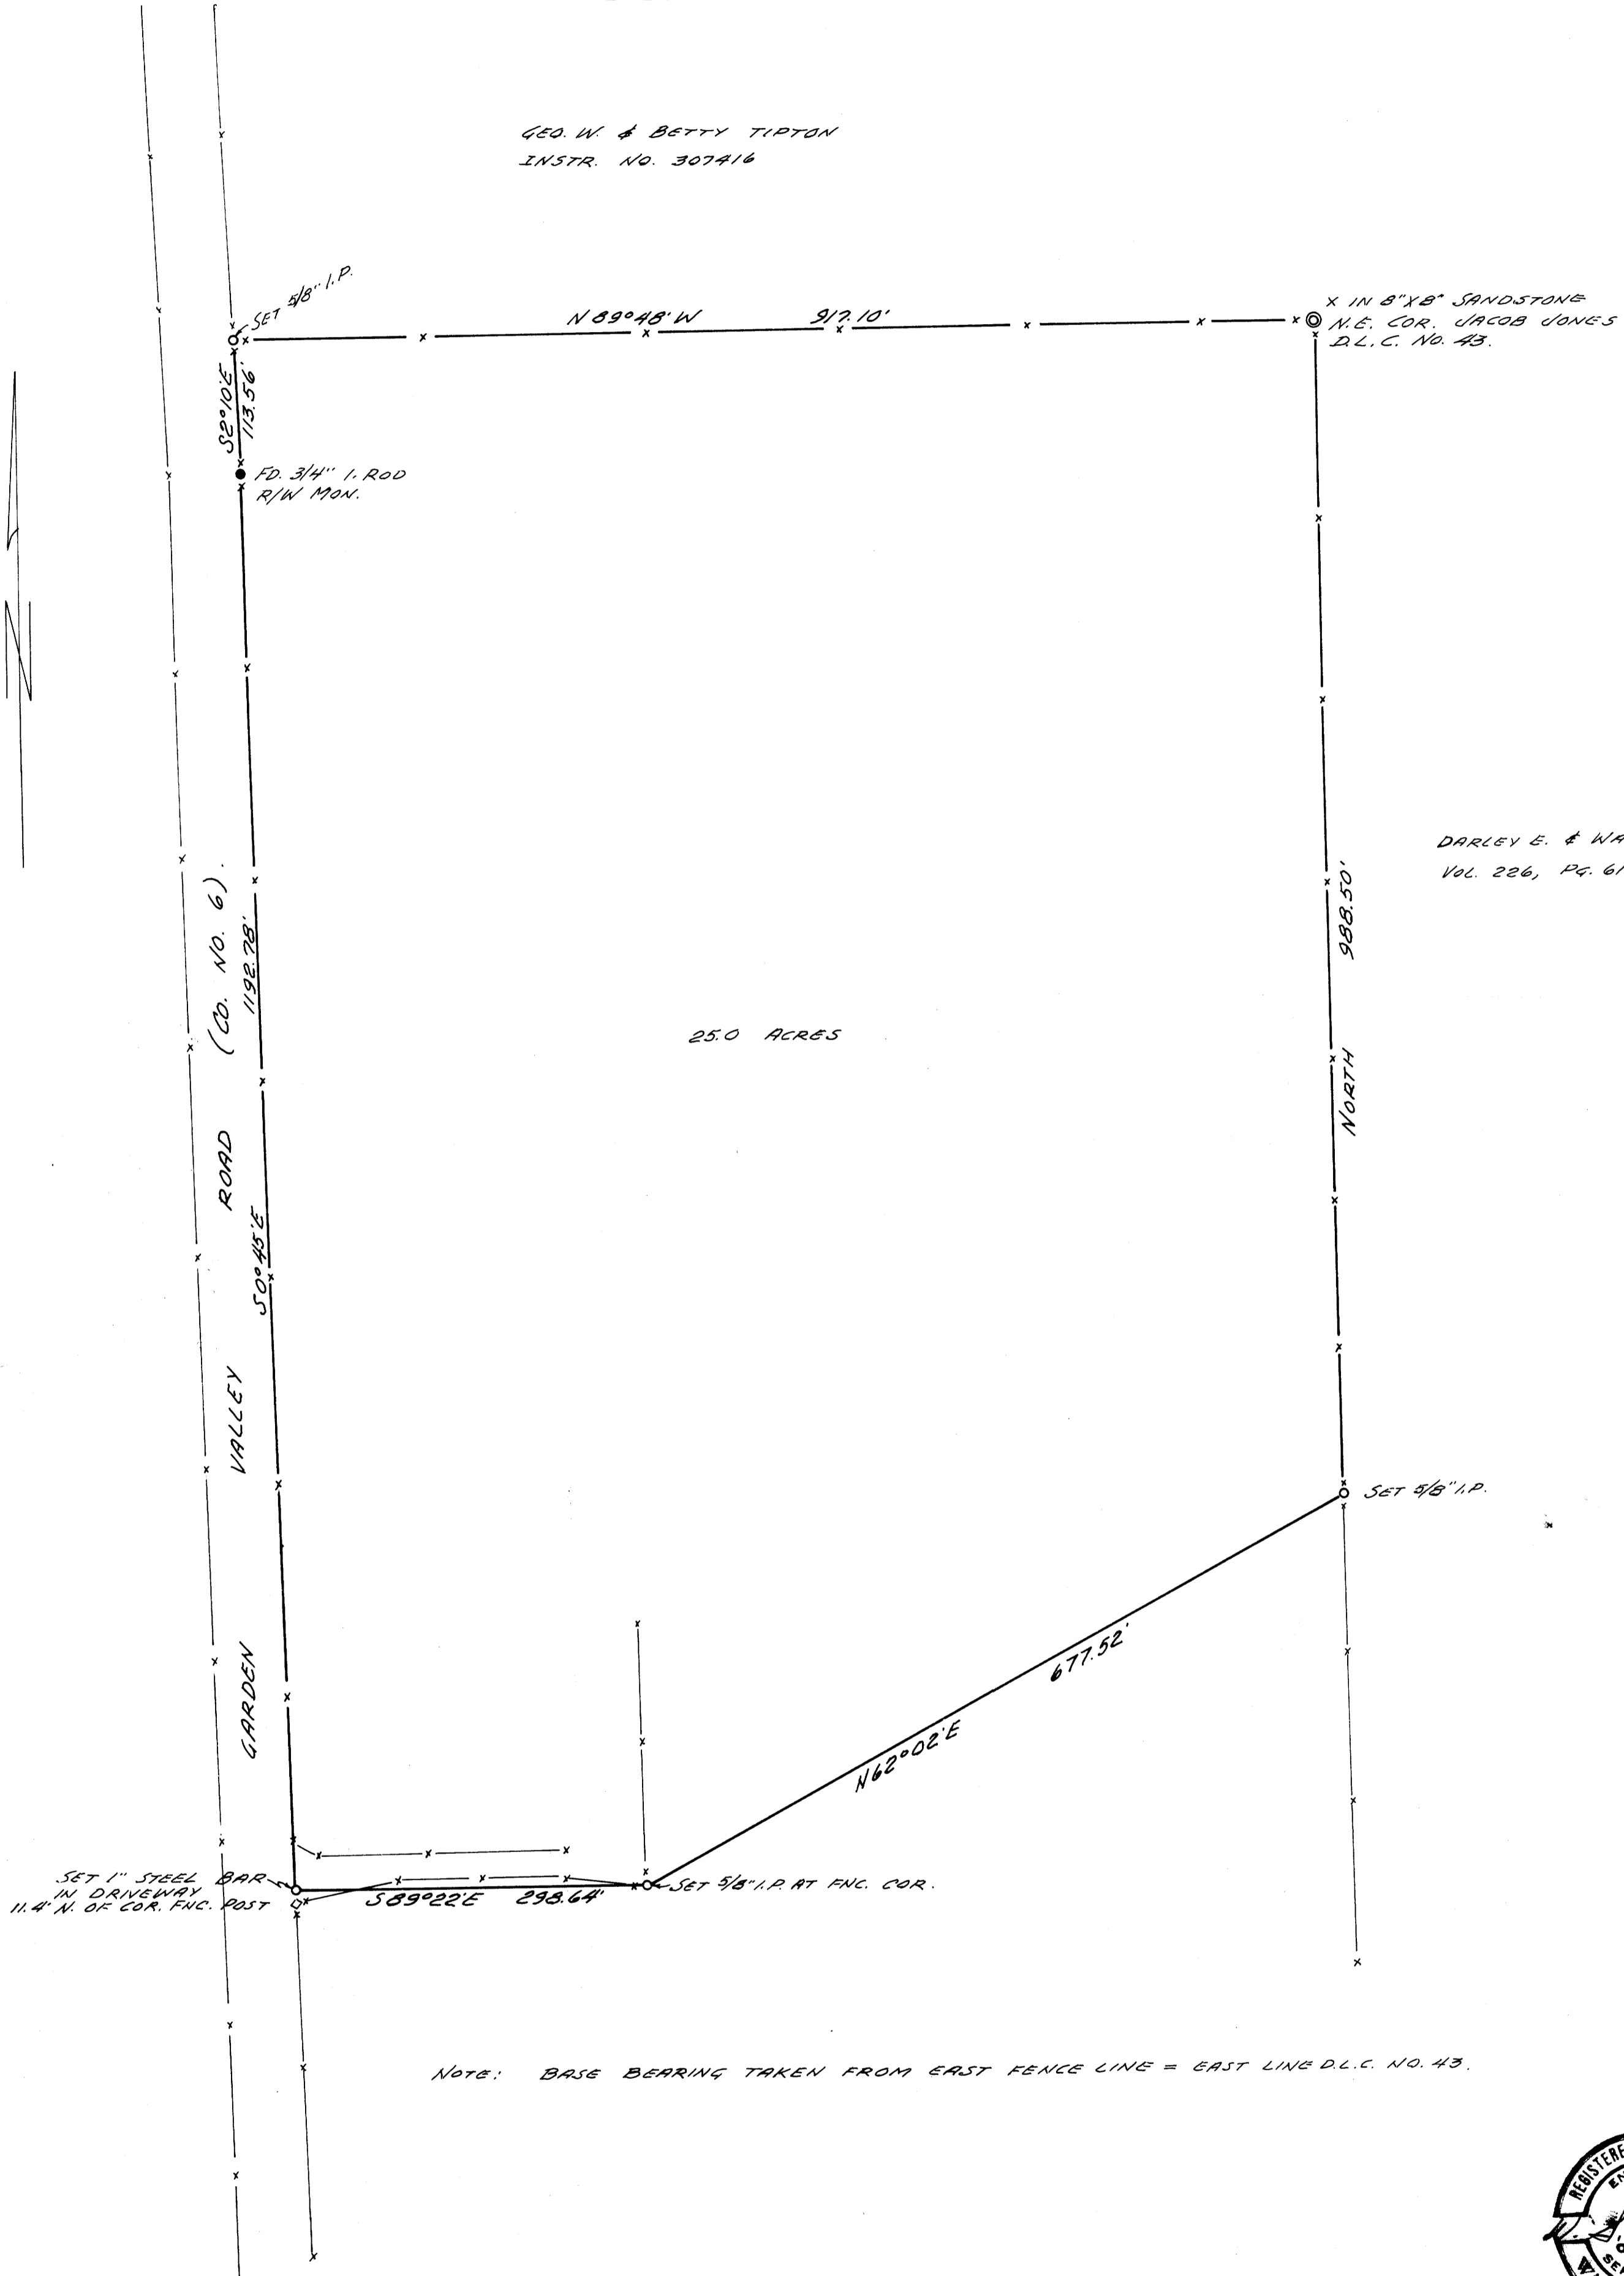 GEO. W. & BETTY TIPTON
INSTR. NO. 307416
SET 5/8" I.P.
N 89°48' W 917.10'
X IN 8"X8" SANDSTONE
N.E. COR. JACOB JONES
D.L.C. NO. 43.
S2°10'E
113.56'
FD. 3/4" I. ROD
R/W MON.
N
DARLEY E. &
VOL. 226, PG.
988.50'
NORTH
GARDEN VALLEY ROAD (CO. NO. 6).
S0°45'E 1192.78'
25.0 ACRES
SET 5/8" I.P.
N62°02'E 677.52'
SET 1" STEEL BAR
IN DRIVEWAY
11.4' N. OF COR. FNC. POST
S89°22'E 298.64'
SET 5/8" I.P. AT FNC. COR.
NOTE: BASE BEARING TAKEN FROM EAST FENCE LINE = EAST LINE D.L.C. NO. 43.